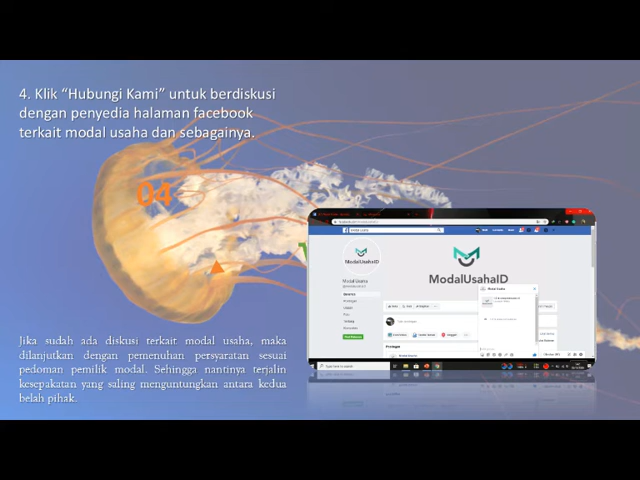 4. Klik “Hubungi Kami” untuk berdiskusi
dengan penyedia halaman facebook
terkait modal usaha dan sebagainya.
04
Jika sudah ada diskusi terkait modal usaha, maka
dilanjutkan dengan pemenuhan persyaratan sesuai
pedoman pemilik modal. Sehingga nantinya terjalin
kesepakatan yang saling menguntungkan antara kedua
belah pihak.
ModalUsahaID
ModalUsahaID
Modal Usaha